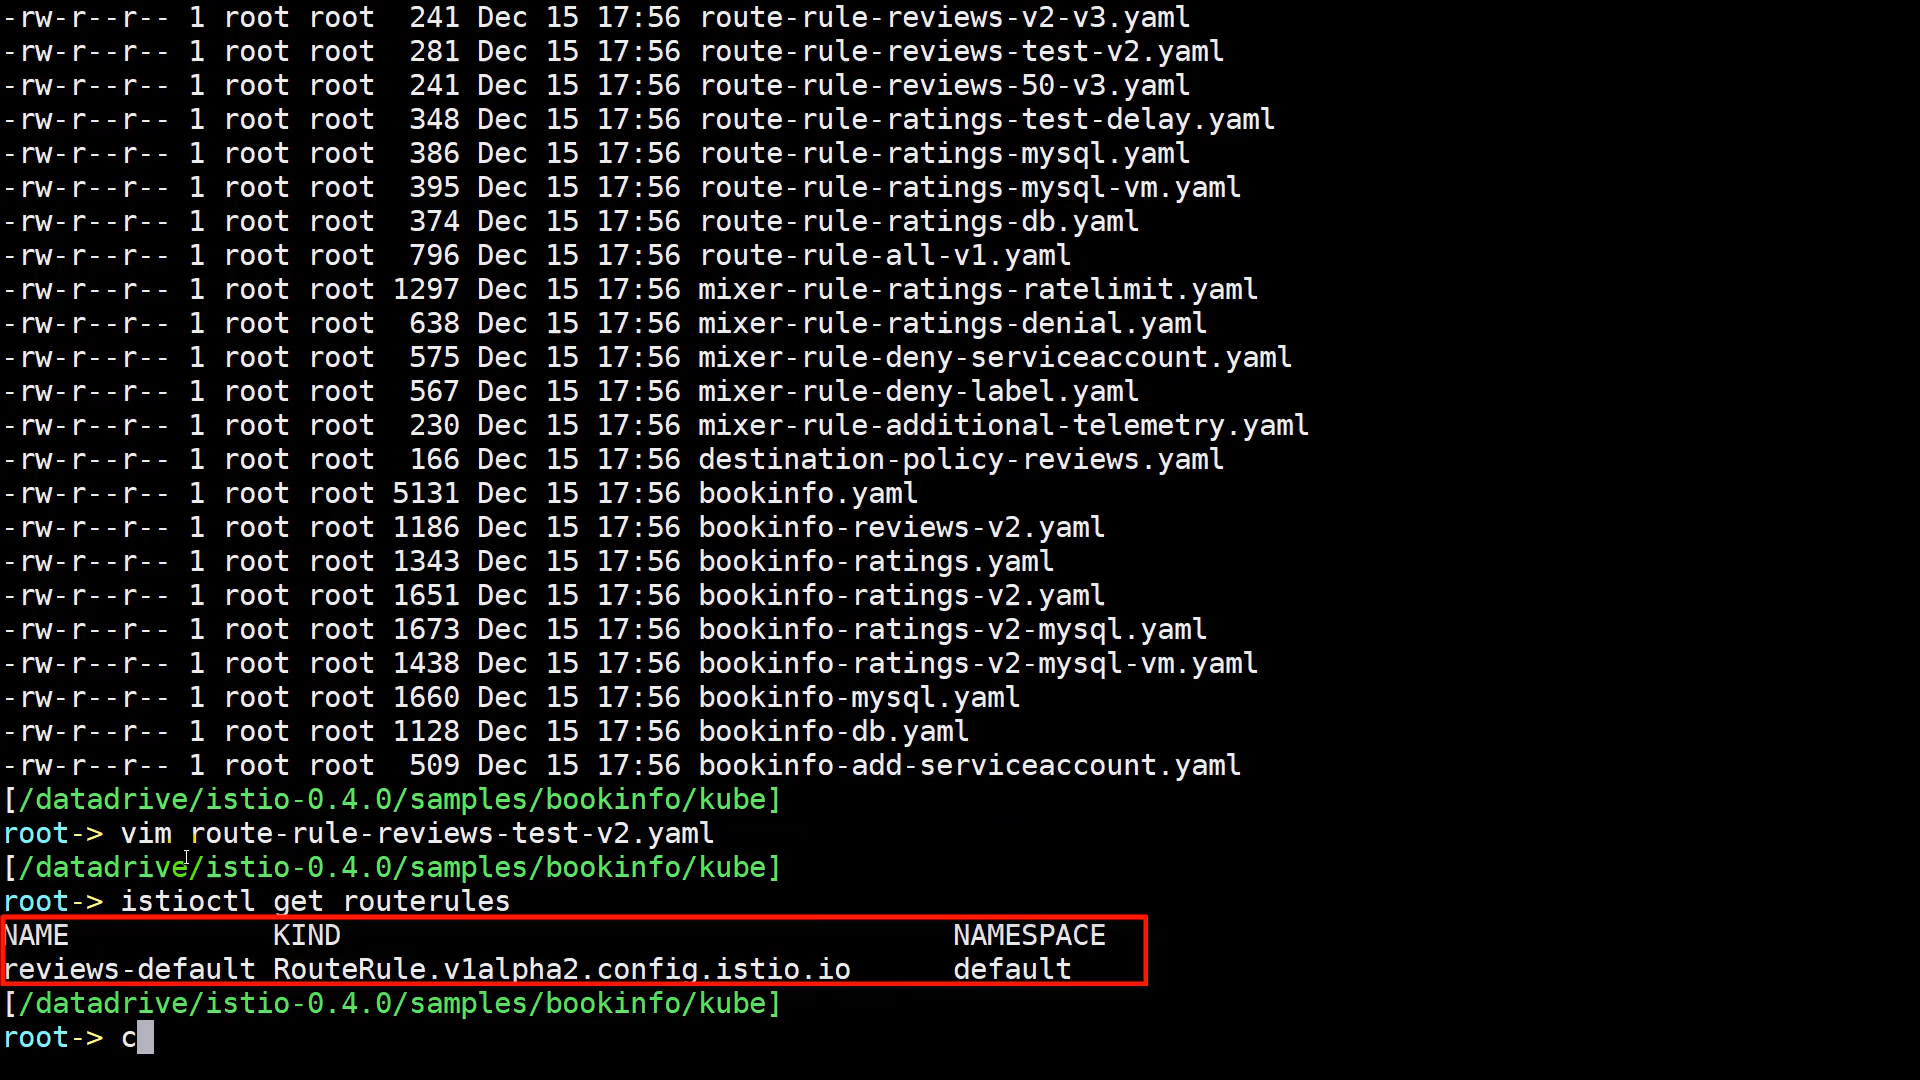 -rw-r--r-- 1 root root  241 Dec 15 17:56 route-rule-reviews-v2-v3.yaml
-rw-r--r-- 1 root root  281 Dec 15 17:56 route-rule-reviews-test-v2.yaml
-rw-r--r-- 1 root root  241 Dec 15 17:56 route-rule-reviews-50-v3.yaml
-rw-r--r-- 1 root root  348 Dec 15 17:56 route-rule-ratings-test-delay.yaml
-rw-r--r-- 1 root root  386 Dec 15 17:56 route-rule-ratings-mysql.yaml
-rw-r--r-- 1 root root  395 Dec 15 17:56 route-rule-ratings-mysql-vm.yaml
-rw-r--r-- 1 root root  374 Dec 15 17:56 route-rule-ratings-db.yaml
-rw-r--r-- 1 root root  796 Dec 15 17:56 route-rule-all-v1.yaml
-rw-r--r-- 1 root root 1297 Dec 15 17:56 mixer-rule-ratings-ratelimit.yaml
-rw-r--r-- 1 root root  638 Dec 15 17:56 mixer-rule-ratings-denial.yaml
-rw-r--r-- 1 root root  575 Dec 15 17:56 mixer-rule-deny-serviceaccount.yaml
-rw-r--r-- 1 root root  567 Dec 15 17:56 mixer-rule-deny-label.yaml
-rw-r--r-- 1 root root  230 Dec 15 17:56 mixer-rule-additional-telemetry.yaml
-rw-r--r-- 1 root root  166 Dec 15 17:56 destination-policy-reviews.yaml
-rw-r--r-- 1 root root 5131 Dec 15 17:56 bookinfo.yaml
-rw-r--r-- 1 root root 1186 Dec 15 17:56 bookinfo-reviews-v2.yaml
-rw-r--r-- 1 root root 1343 Dec 15 17:56 bookinfo-ratings.yaml
-rw-r--r-- 1 root root 1651 Dec 15 17:56 bookinfo-ratings-v2.yaml
-rw-r--r-- 1 root root 1673 Dec 15 17:56 bookinfo-ratings-v2-mysql.yaml
-rw-r--r-- 1 root root 1438 Dec 15 17:56 bookinfo-ratings-v2-mysql-vm.yaml
-rw-r--r-- 1 root root 1660 Dec 15 17:56 bookinfo-mysql.yaml
-rw-r--r-- 1 root root 1128 Dec 15 17:56 bookinfo-db.yaml
-rw-r--r-- 1 root root  509 Dec 15 17:56 bookinfo-add-serviceaccount.yaml
[/datadrive/istio-0.4.0/samples/bookinfo/kube]
root-> vim route-rule-reviews-test-v2.yaml
[/datadrive/istio-0.4.0/samples/bookinfo/kube]
root-> istioctl get routerules
NAME            KIND                                    NAMESPACE
reviews-default RouteRule.v1alpha2.config.istio.io      default
[/datadrive/istio-0.4.0/samples/bookinfo/kube]
root-> c